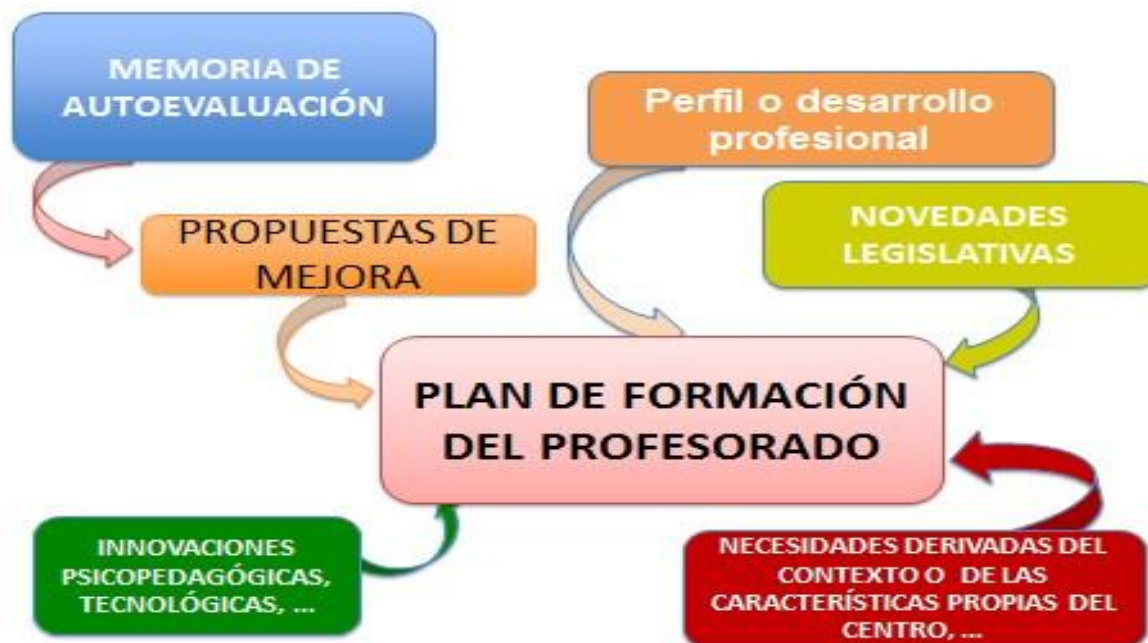 MEMORIA DE
AUTOEVALUACIÓN
Perfil o desarrollo
profesional
PROPUESTAS DE
MEJORA
NOVEDADES
LEGISLATIVAS
PLAN DE FORMACIÓN
DEL PROFESORADO
INNOVACIONES
PSICOPEDAGÓGICAS,
TECNOLÓGICAS, ...
NECESIDADES DERIVADAS DEL
CONTEXTO O DE LAS
CARACTERÍSTICAS PROPIAS DEL
CENTRO, ...